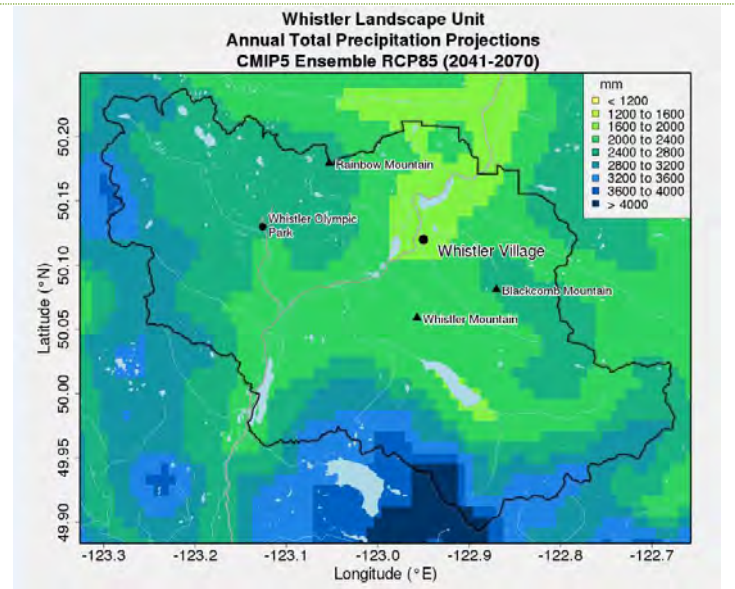 Whistler Landscape Unit
Annual Total Precipitation Projections
CMIP5 Ensemble RCP85 (2041-2070)
mm
< 1200
1200 to 1600
1600 to 2000
2000 to 2400
2400 to 2800
2800 to 3200
3200 to 3600
3600 to 4000
> 4000
Rainbow Mountain
Whistler Olympic
Park
Whistler Village
Blackcomb Mountain
Whistler Mountain
Latitude (°N)
50.20
50.15
50.10
50.05
50.00
49.95
49.90
-123.3 -123.2 -123.1 -123.0 -122.9 -122.8 -122.7
Longitude (°E)